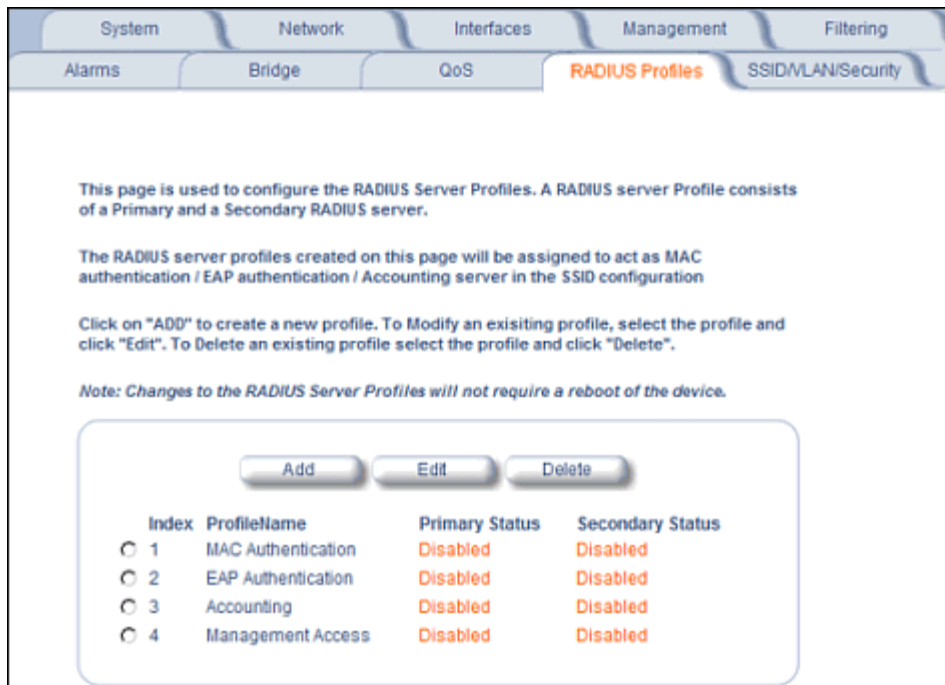 System Network Interfaces Management Filtering
Alarms Bridge QoS RADIUS Profiles SSID/VLAN/Security
This page is used to configure the RADIUS Server Profiles. A RADIUS server Profile consists
of a Primary and a Secondary RADIUS server.
The RADIUS server profiles created on this page will be assigned to act as MAC
authentication / EAP authentication / Accounting server in the SSID configuration
Click on "ADD" to create a new profile. To Modify an exisiting profile, select the profile and
click "Edit". To Delete an existing profile select the profile and click "Delete".
Note: Changes to the RADIUS Server Profiles will not require a reboot of the device.
Add Edit Delete
Index ProfileName Primary Status Secondary Status
1 MAC Authentication Disabled Disabled
2 EAP Authentication Disabled Disabled
3 Accounting Disabled Disabled
4 Management Access Disabled Disabled